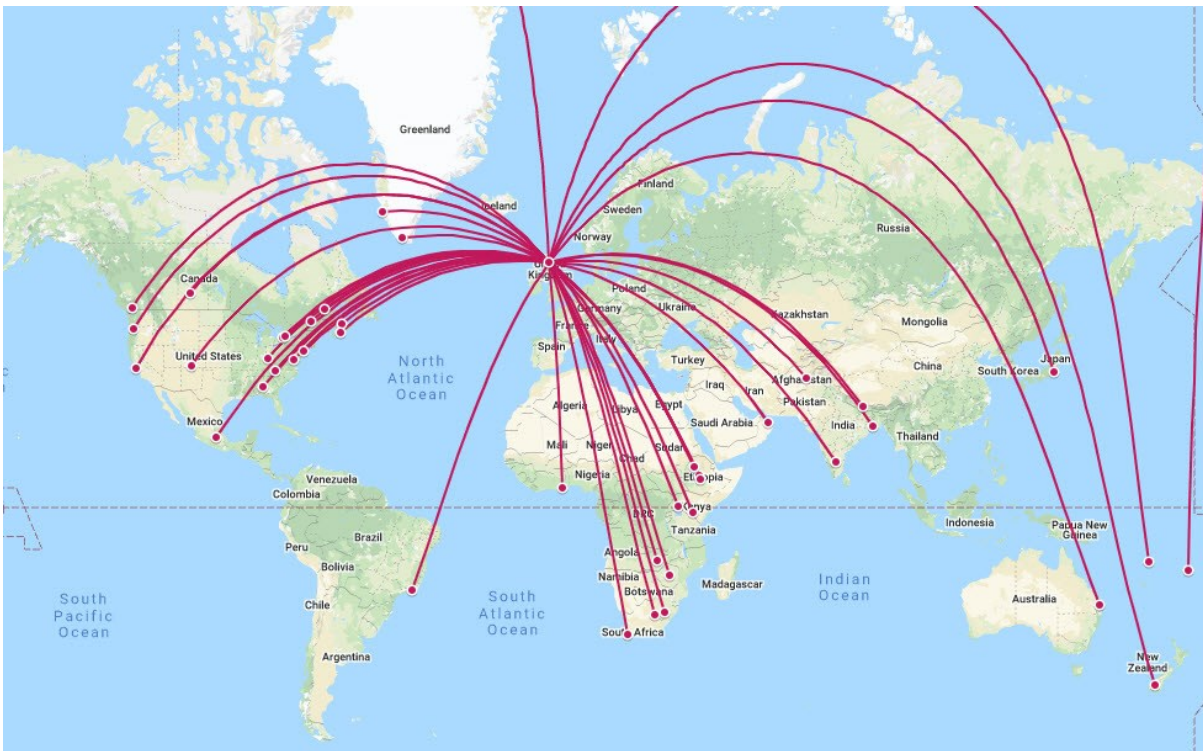 Greenland
Iceland
Finland
Sweden
Norway
Russia
Canada
Kingdom
Poland
Germany
Ukraine
Kazakhstan
Mongolia
France
Italy
Spain
United States
North
Atlantic
Ocean
Turkey
China
Japan
South Korea
Afghanistan
Iraq
Iran
Pakistan
Algeria
Libya
Egypt
Saudi Arabia
India
Mexico
Thailand
Mali
Niger
Chad
Sudan
Nigeria
Ethiopia
Venezuela
Colombia
DRC
Kenya
Tanzania
Indonesia
Papua New
Guinea
Peru
Brazil
Bolivia
Angola
Namibia
Botswana
Madagascar
Indian
Ocean
Australia
South
Pacific
Ocean
Chile
South
Atlantic
Ocean
South Africa
Argentina
New
Zealand